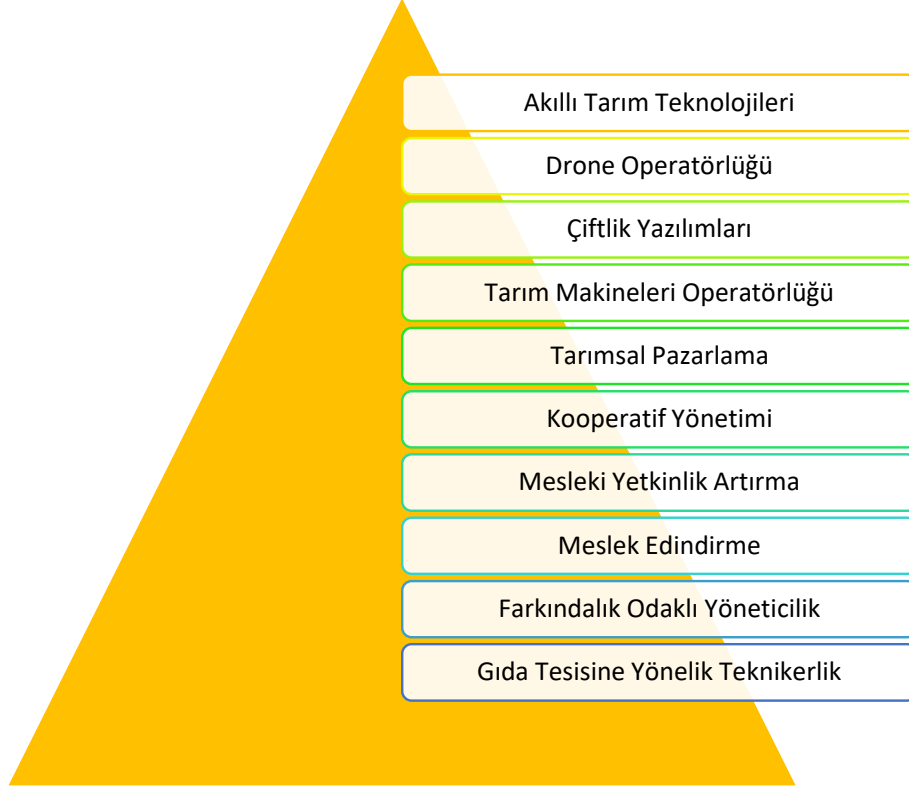 Akıllı Tarım Teknolojileri
Drone Operatörlüğü
Çiftlik Yazılımları
Tarım Makineleri Operatörlüğü
Tarımsal Pazarlama
Kooperatif Yönetimi
Mesleki Yetkinlik Artırma
Meslek Edindirme
Farkındalık Odaklı Yöneticilik
Gıda Tesisine Yönelik Teknikerlik